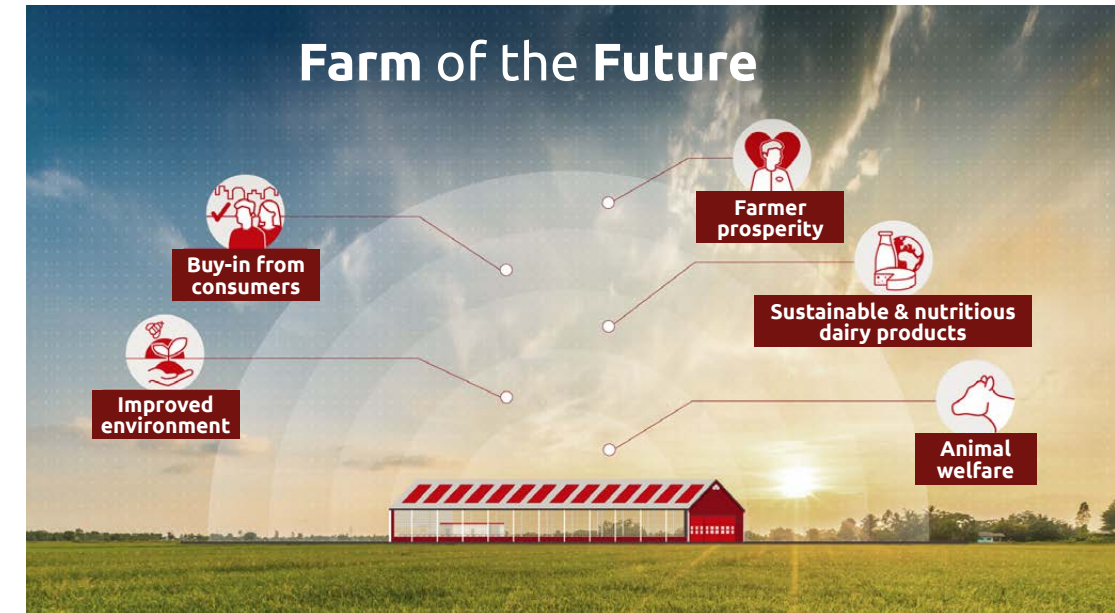 Farm of the Future
Farmer
prosperity
Buy-in from
consumers
Sustainable & nutritious
dairy products
Improved
environment
Animal
welfare